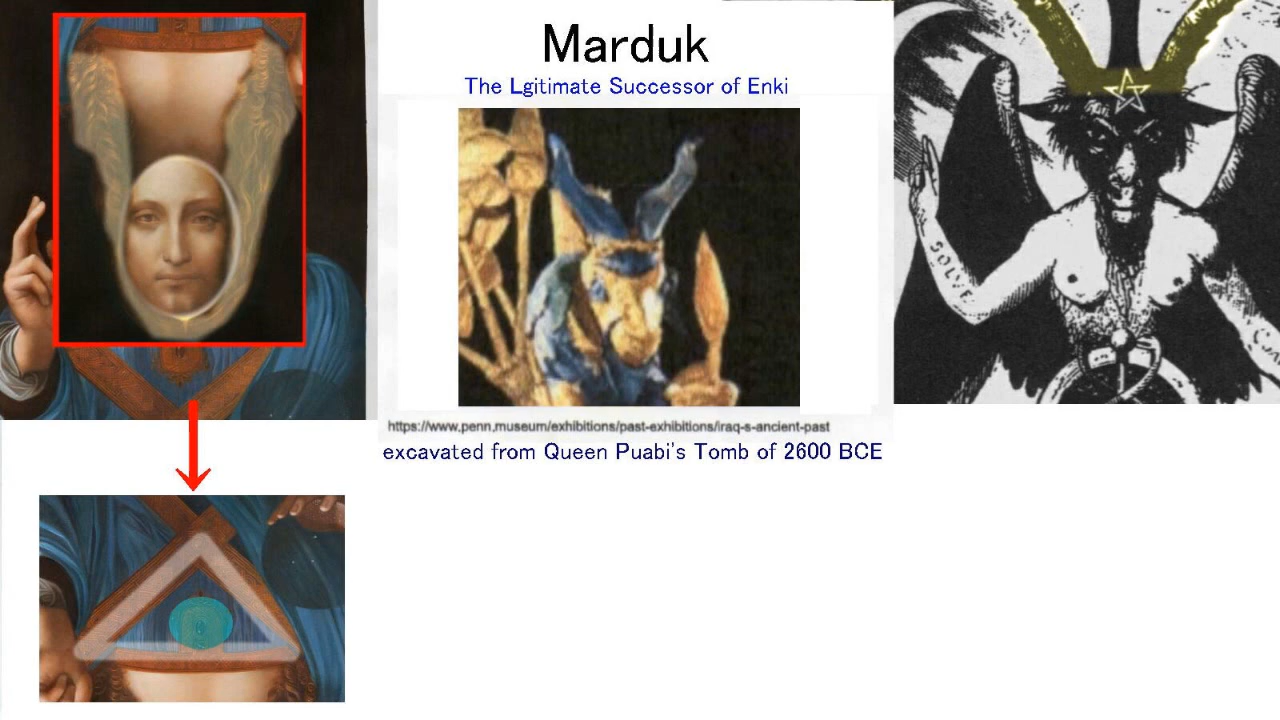 Marduk
The Lgitimate Successor of Enki
https://www.penn.museum/exhibitions/past-exhibitions/iraq-s-ancient-past
excavated from Queen Puabi's Tomb of 2600 BCE
SOLVE